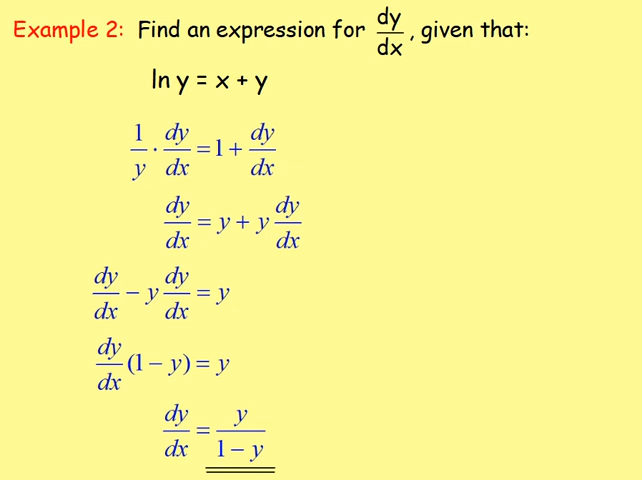 Example 2: Find an expression for dy/dx, given that:
ln y = x + y
1/y · dy/dx = 1 + dy/dx
dy/dx = y + y dy/dx
dy/dx − y dy/dx = y
dy/dx (1 − y) = y
dy/dx = y/(1 − y)